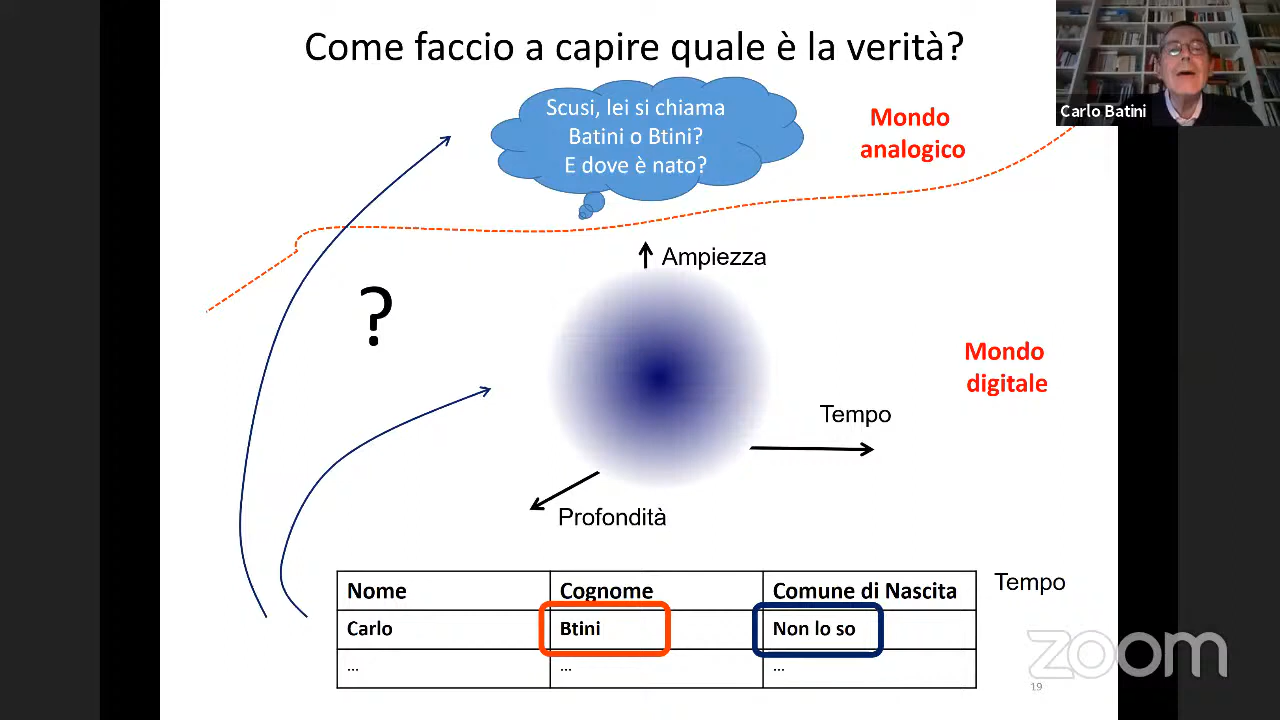 Come faccio a capire quale è la verità?
Scusi, lei si chiama
Batini o Btini?
E dove è nato?
Mondo
analogico
Carlo Batini
Ampiezza
?
Mondo
digitale
Tempo
Profondità
Nome Cognome Comune di Nascita
Tempo
Carlo Btini Non lo so
... ... ...
zoom
19